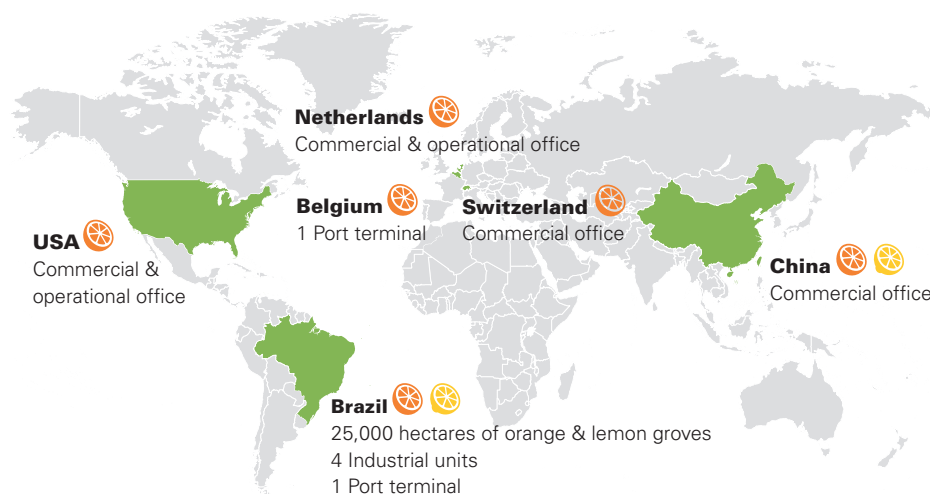 Netherlands
Commercial & operational office
Belgium
1 Port terminal
Switzerland
Commercial office
USA
Commercial &
operational office
China
Commercial office
Brazil
25,000 hectares of orange & lemon groves
4 Industrial units
1 Port terminal